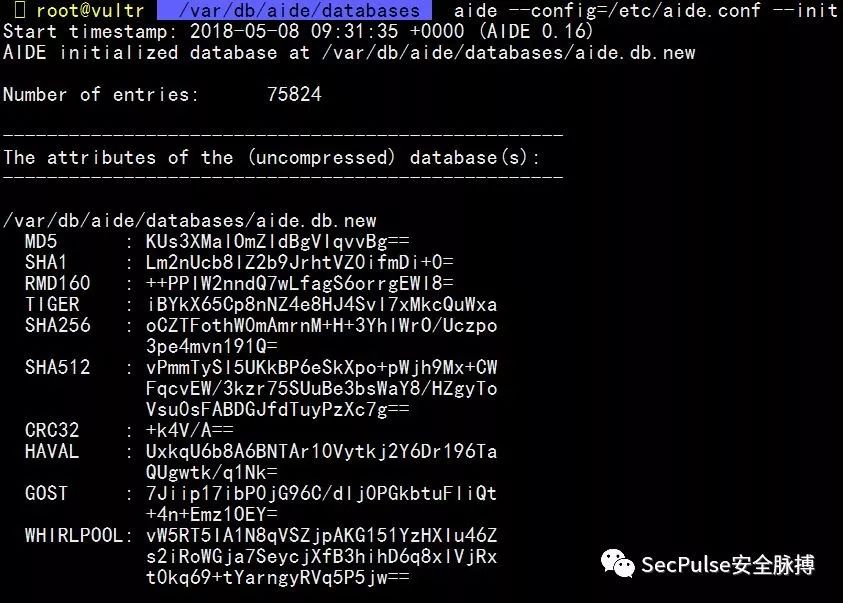 root@vultr /var/db/aide/databases aide --config=/etc/aide.conf --init
Start timestamp: 2018-05-08 09:31:35 +0000 (AIDE 0.16)
AIDE initialized database at /var/db/aide/databases/aide.db.new
Number of entries: 75824
---------------------------------------------------
The attributes of the (uncompressed) database(s):
---------------------------------------------------
/var/db/aide/databases/aide.db.new
MD5 : KUs3XMalOmZldBgVlqvvBg==
SHA1 : Lm2nUcb8lZ2b9JrhtVZ0ifmDi+0=
RMD160 : ++PPlW2nndQ7wLfagS6orrgEWl8=
TIGER : iBYkX65Cp8nNZ4e8HJ4Svl7xMkcQuWxa
SHA256 : oCZTFothW0mAmrnM+H+3YhlWr0/Uczpo
3pe4mvn191Q=
SHA512 : vPmmTySl5UKkBP6eSkXpo+pWjh9Mx+CW
FqcvEW/3kzr75SUuBe3bsWaY8/HZgyTo
Vsu0sFABDGJfdTuyPzXc7g==
CRC32 : +k4V/A==
HAVAL : UxkqU6b8A6BNTAr10Vytkj2Y6Dr196Ta
QUgwtk/q1Nk=
GOST : 7Jiip17ibP0jG96C/dlj0PGkbtuFliQt
+4n+Emz10EY=
WHIRLPOOL: vW5RT5lA1N8qVSZjpAKG151YzHXlu46Z
s2iRoWGja7SeycjXfB3hihD6q8xlVjRx
t0kq69+tYarngyRVq5P5jw==
SecPulse安全脉搏